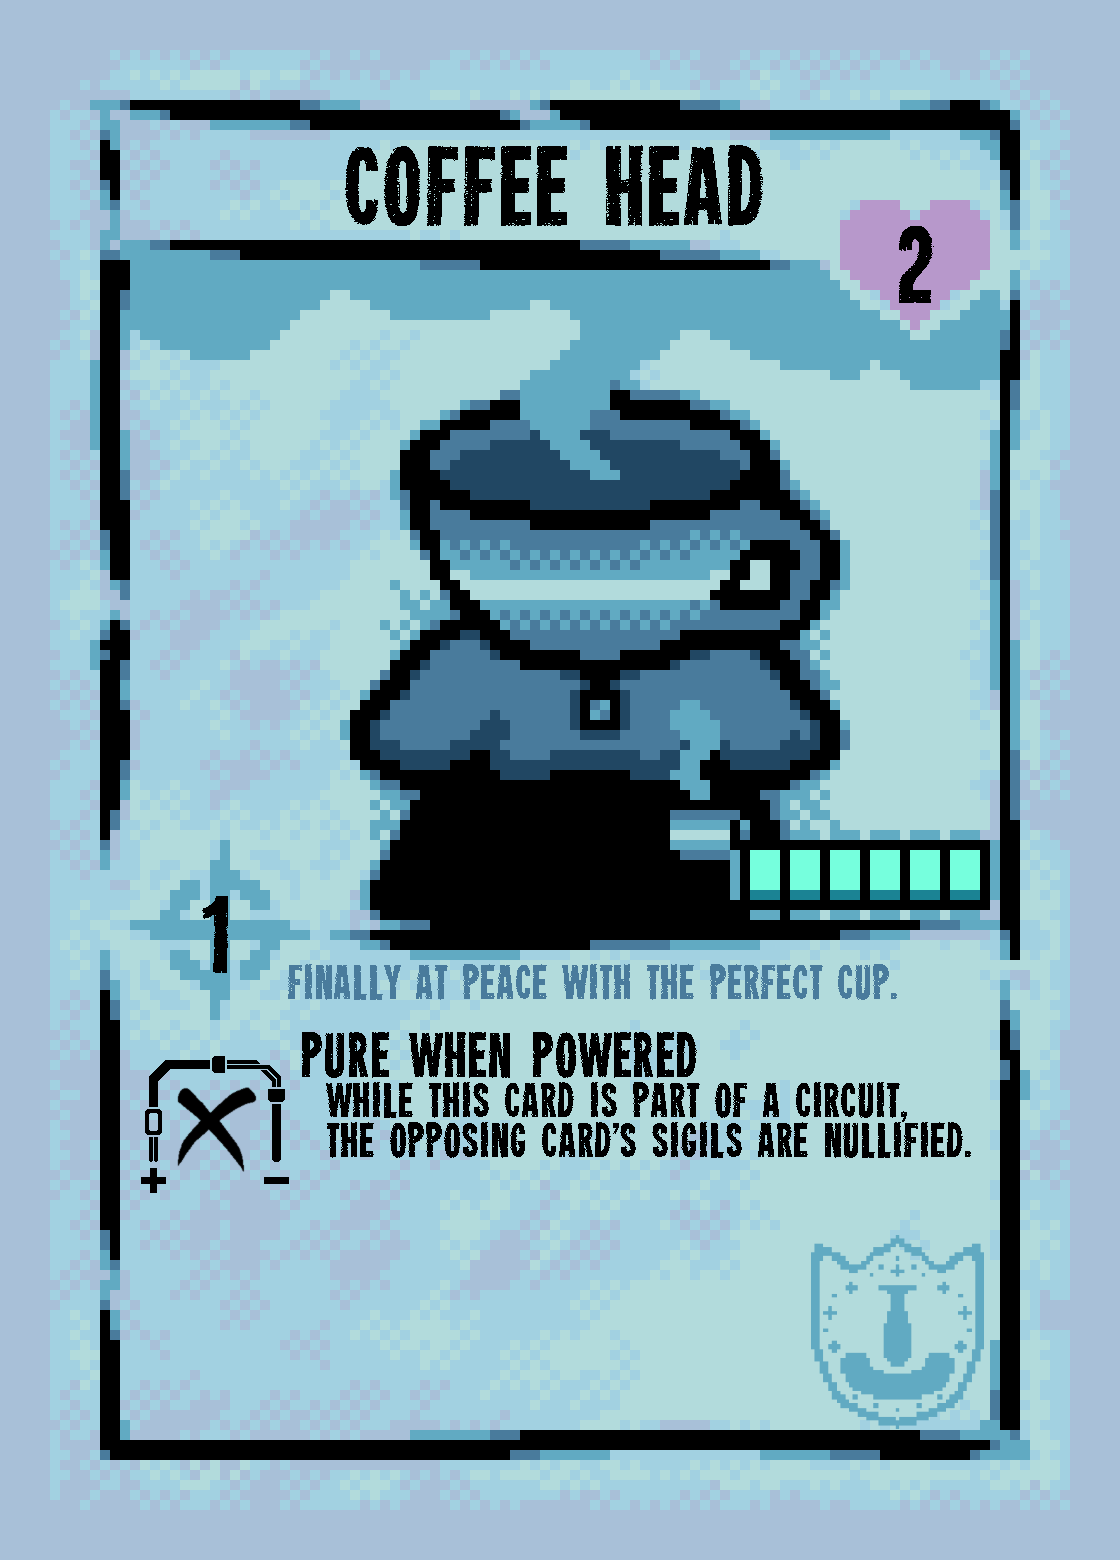 COFFEE HEAD
2
1
FINALLY AT PEACE WITH THE PERFECT CUP.
PURE WHEN POWERED
WHILE THIS CARD IS PART OF A CIRCUIT,
THE OPPOSING CARD'S SIGILS ARE NULLIFIED.
+ −